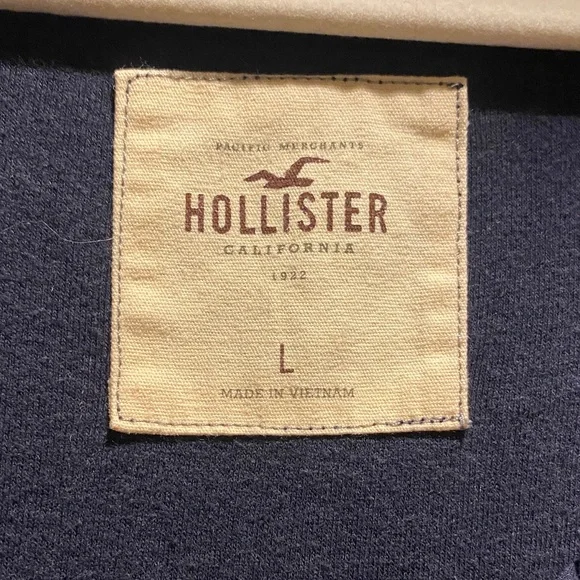 PACIFIC MERCHANTS
HOLLISTER
CALIFORNIA
1922
L
MADE IN VIETNAM